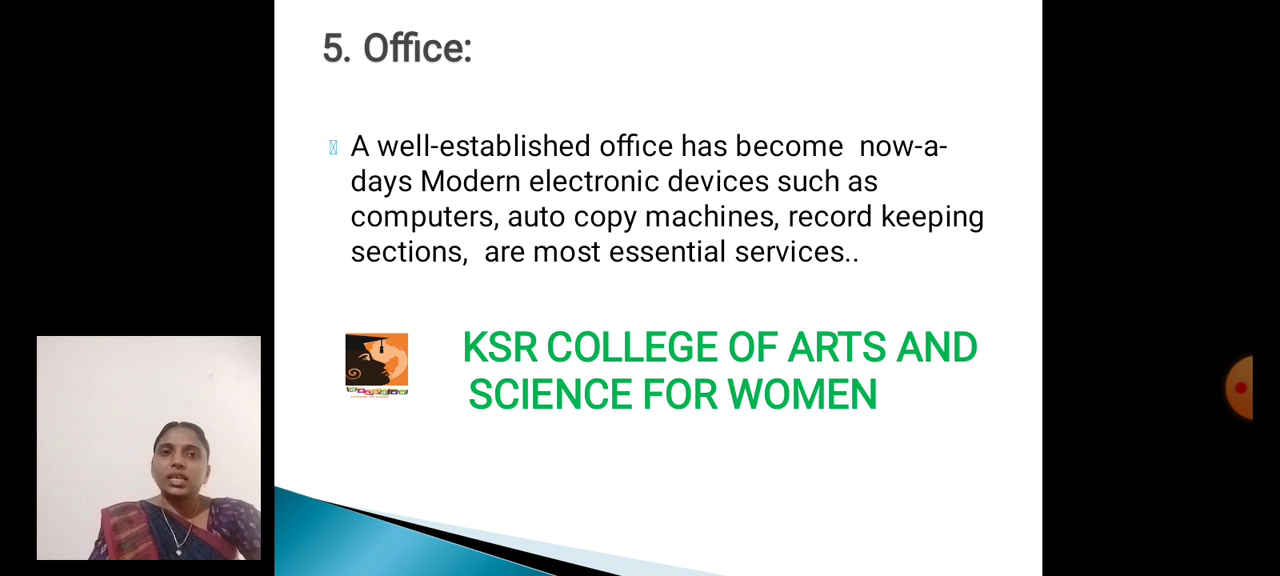 5. Office:
A well-established office has become now-a-
days Modern electronic devices such as
computers, auto copy machines, record keeping
sections, are most essential services..
KSR COLLEGE OF ARTS AND
SCIENCE FOR WOMEN